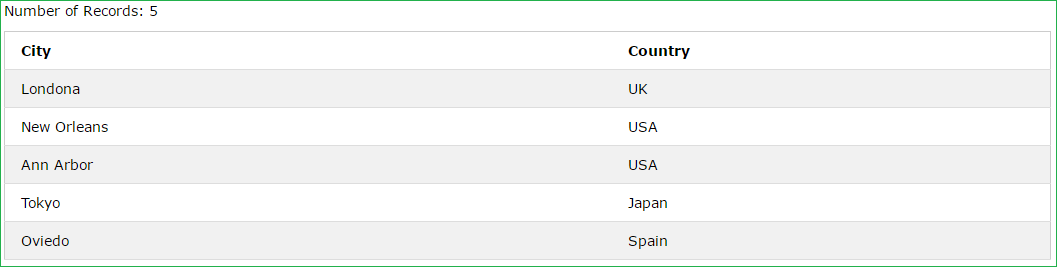 Number of Records: 5
City Country
Londona UK
New Orleans USA
Ann Arbor USA
Tokyo Japan
Oviedo Spain